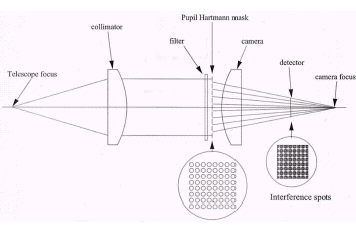 Pupil Hartmann mask
collimator
filter
camera
detector
Telescope focus
camera focus
Interference spots